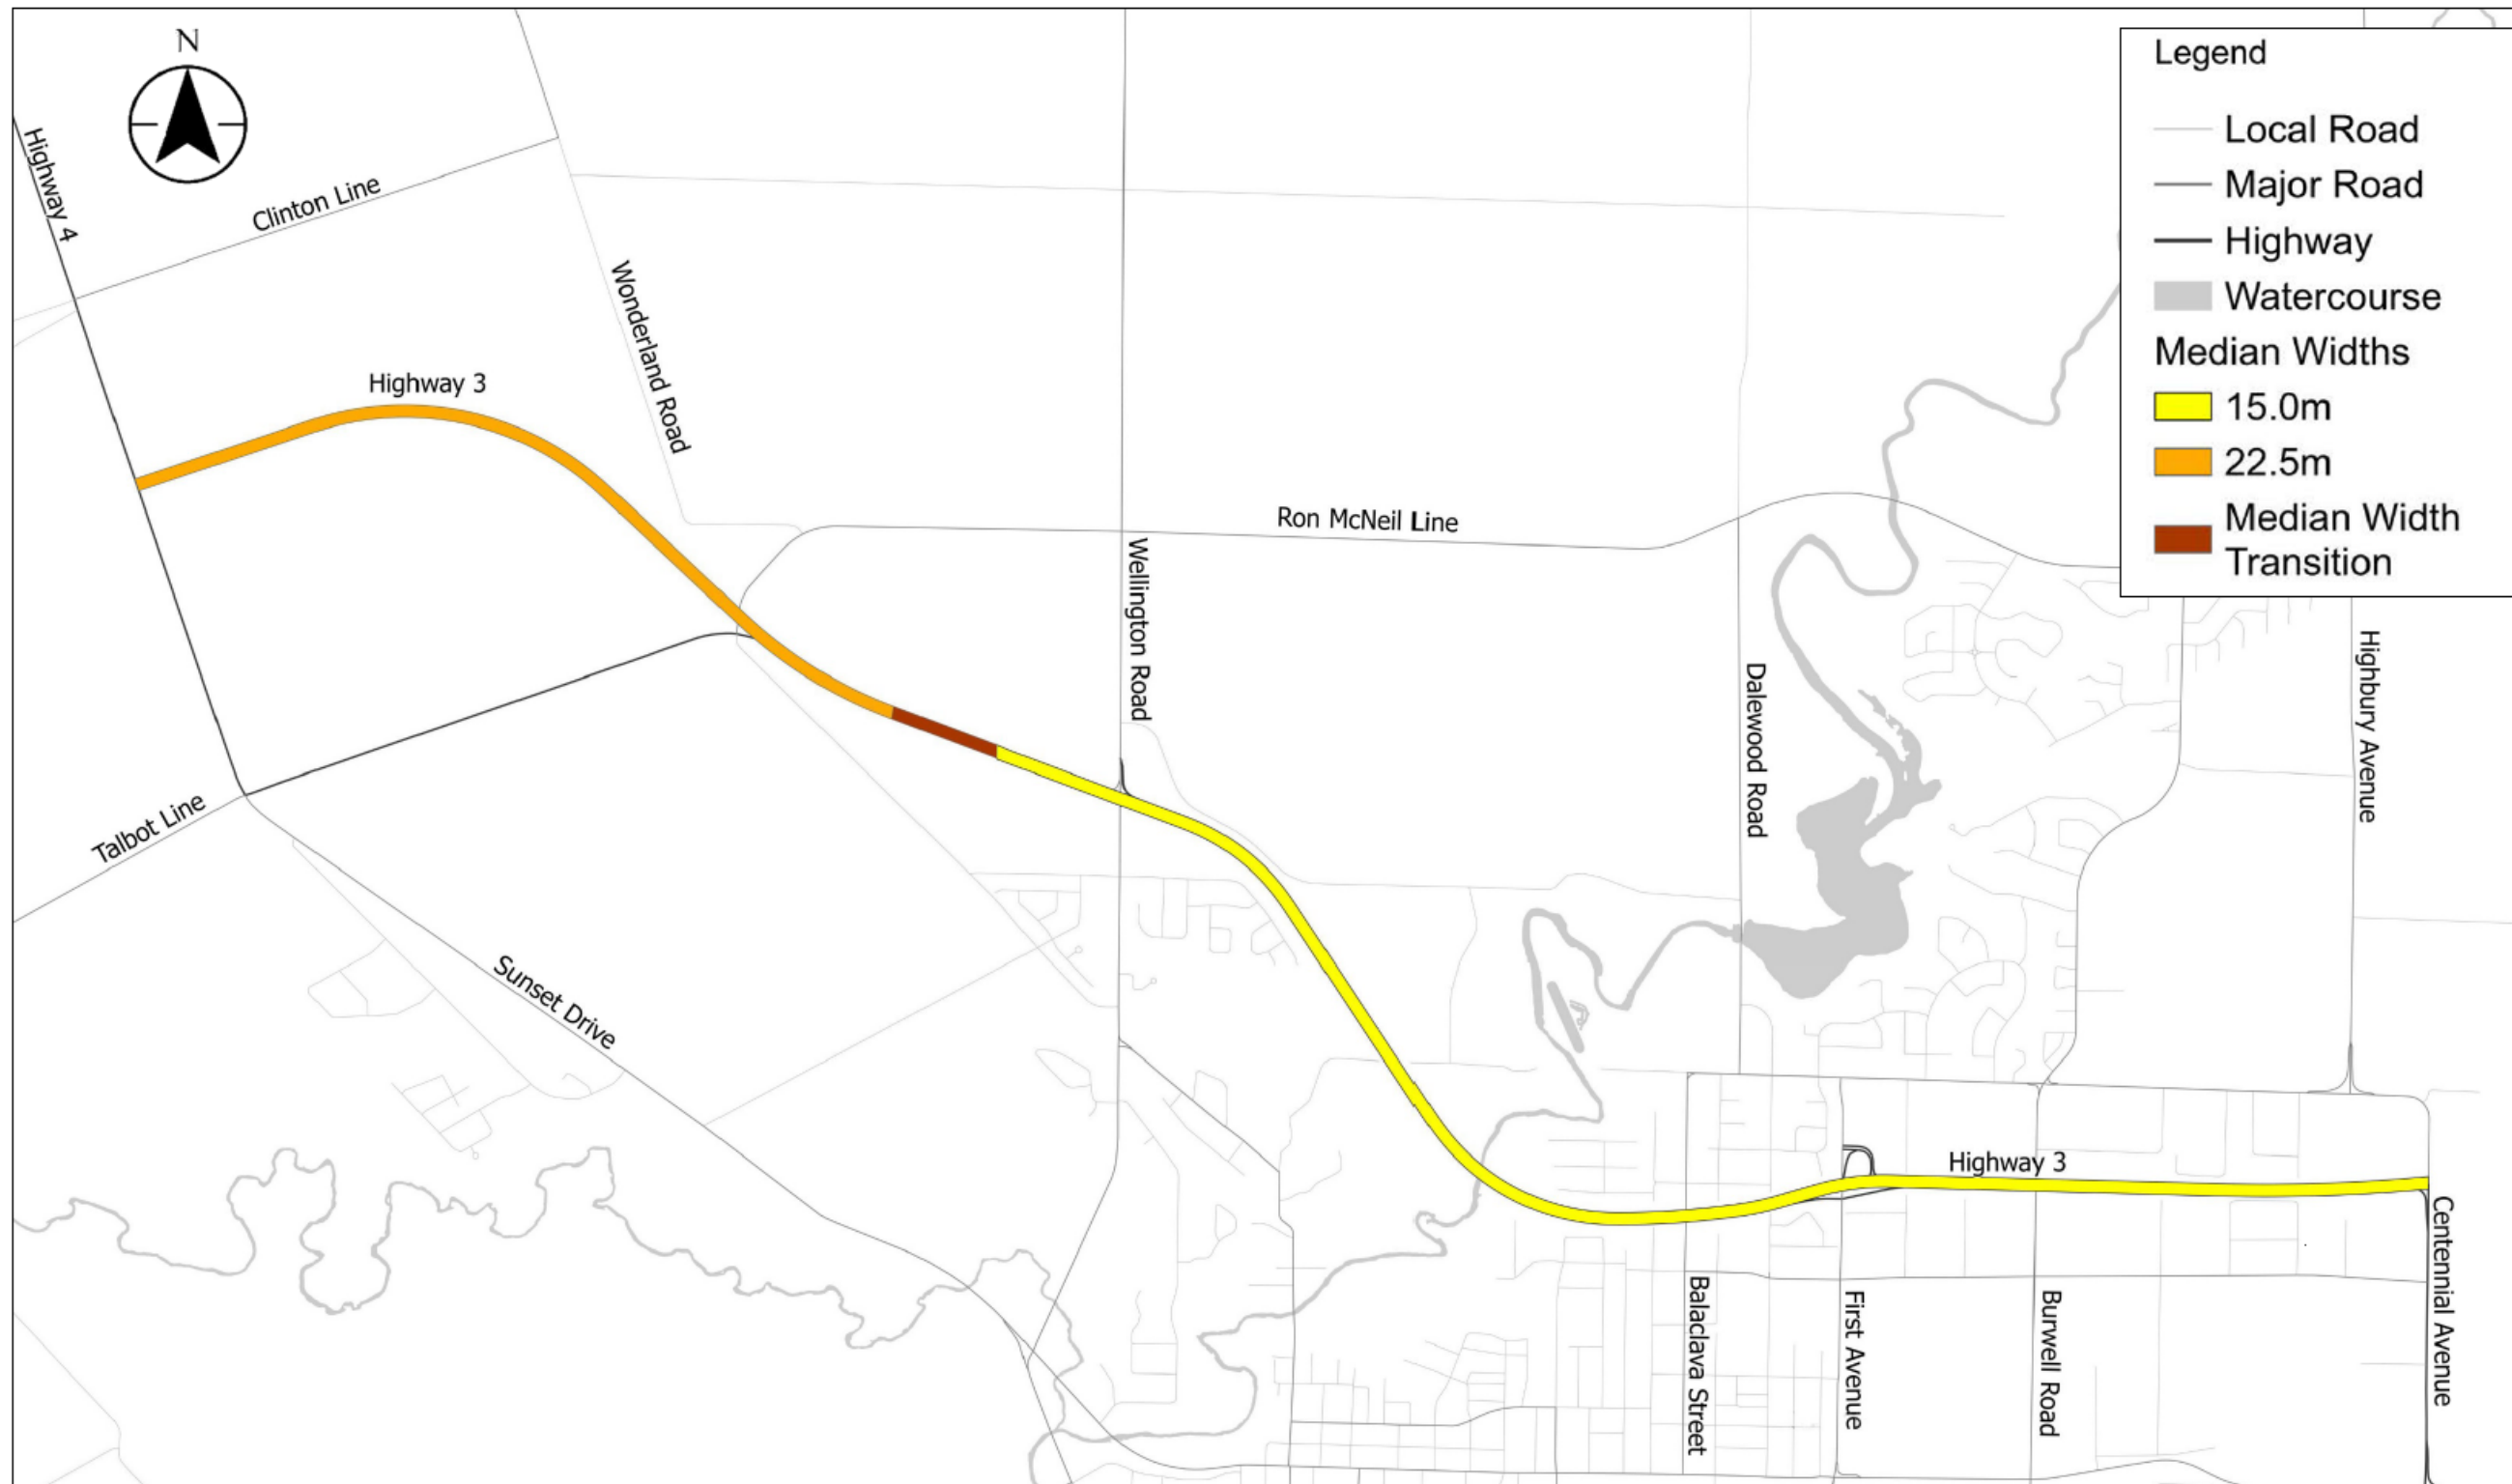 N
Legend
Local Road
Major Road
Highway
Watercourse
Median Widths
15.0m
22.5m
Median Width
Transition
Highway 4
Clinton Line
Wonderland Road
Highway 3
Ron McNeil Line
Wellington Road
Dalewood Road
Highbury Avenue
Talbot Line
Sunset Drive
Highway 3
Centennial Avenue
Balaclava Street
First Avenue
Burwell Road